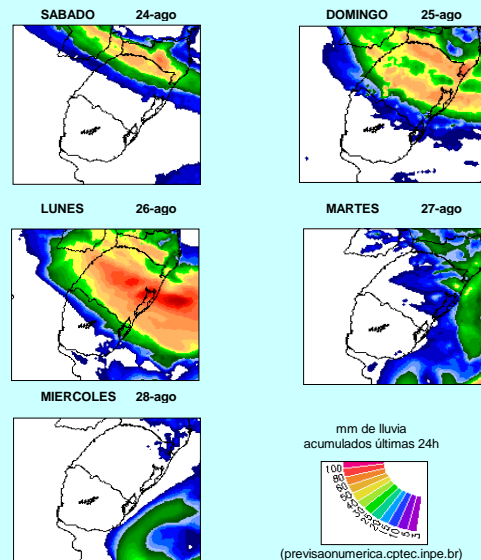 SABADO 24-ago
DOMINGO 25-ago
LUNES 26-ago
MARTES 27-ago
MIERCOLES 28-ago
mm de lluvia
acumulados últimas 24h
100
80
(previsaonumerica.cptec.inpe.br)